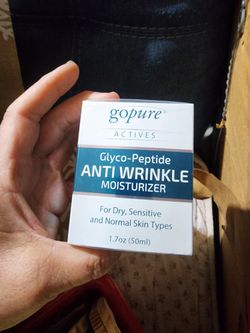 gopure®
ACTIVES
Glyco-Peptide
ANTI WRINKLE
MOISTURIZER
For Dry, Sensitive
and Normal Skin Types
1.7oz (50ml)